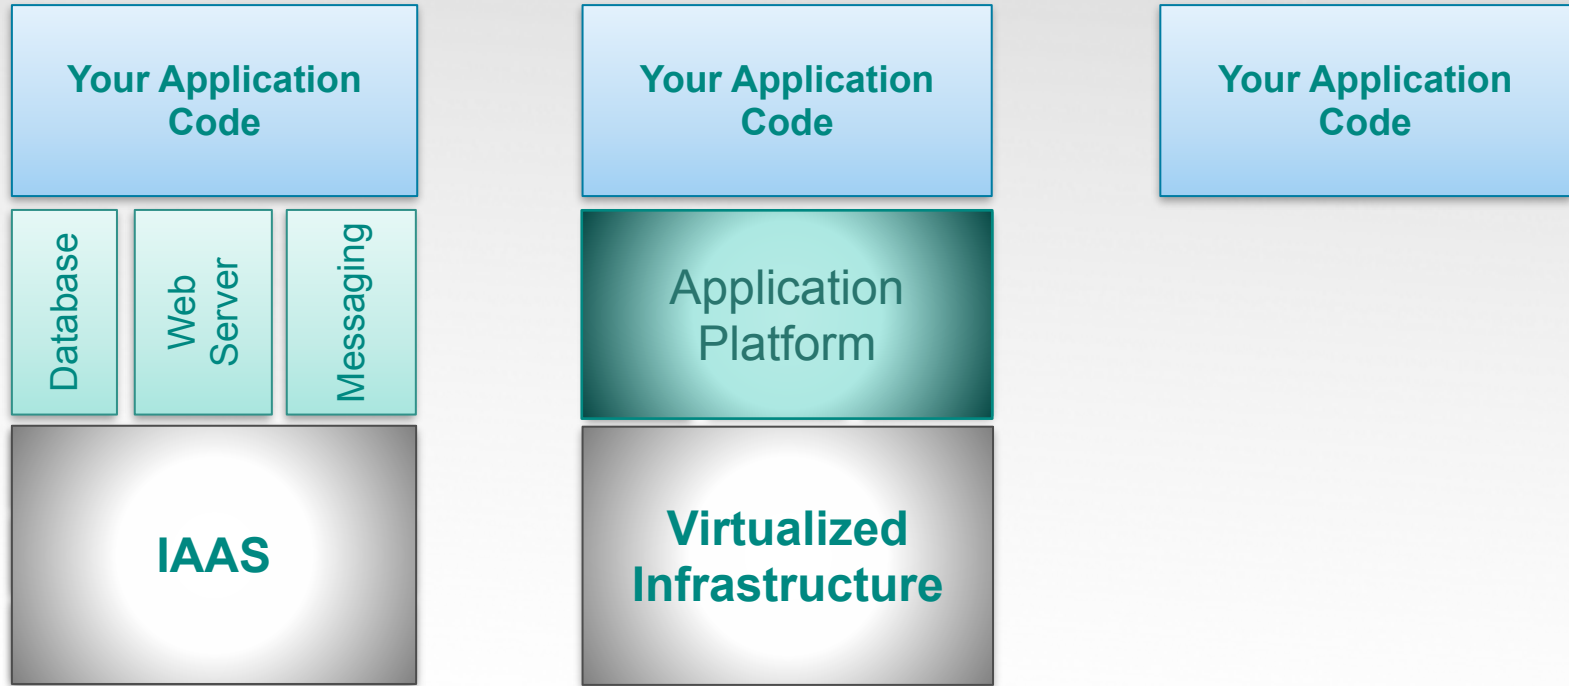 Your Application
Code
Your Application
Code
Your Application
Code
Database
Web
Server
Messaging
Application
Platform
IAAS
Virtualized
Infrastructure